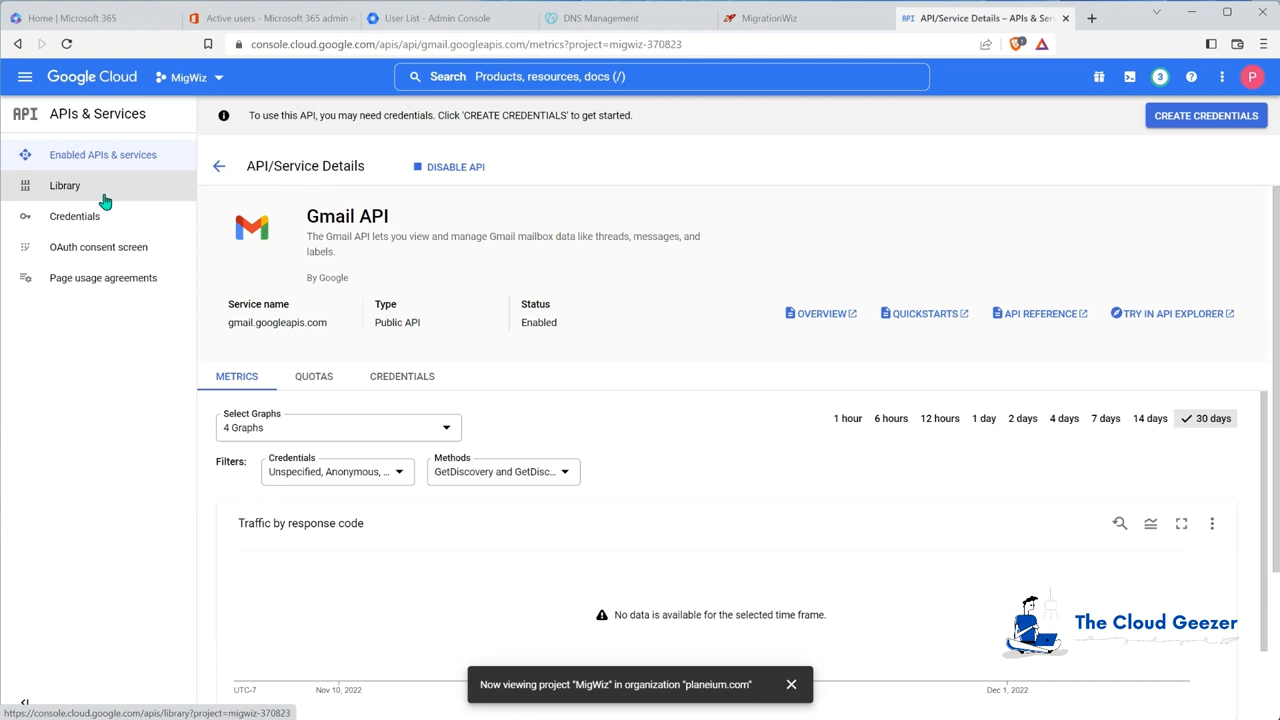 Home | Microsoft 365
Active users - Microsoft 365 admin c
User List - Admin Console
DNS Management
MigrationWiz
API
API/Service Details – APIs & Ser
console.cloud.google.com/apis/api/gmail.googleapis.com/metrics?project=migwiz-370823
1
Google Cloud
MigWiz
Search Products, resources, docs (/)
3
P
API APIs & Services
To use this API, you may need credentials. Click 'CREATE CREDENTIALS' to get started.
CREATE CREDENTIALS
Enabled APIs & services
Library
Credentials
OAuth consent screen
Page usage agreements
API/Service Details
DISABLE API
Gmail API
The Gmail API lets you view and manage Gmail mailbox data like threads, messages, and
labels.
By Google
Service name
gmail.googleapis.com
Type
Public API
Status
Enabled
OVERVIEW
QUICKSTARTS
API REFERENCE
TRY IN API EXPLORER
METRICS
QUOTAS
CREDENTIALS
Select Graphs
4 Graphs
1 hour
6 hours
12 hours
1 day
2 days
4 days
7 days
14 days
30 days
Filters:
Credentials
Unspecified, Anonymous, ...
Methods
GetDiscovery and GetDisc...
Traffic by response code
No data is available for the selected time frame.
The Cloud Geezer
Now viewing project "MigWiz" in organization "planeium.com"
UTC-7
Nov 10, 2022
Dec 1, 2022
https://console.cloud.google.com/apis/library?project=migwiz-370823